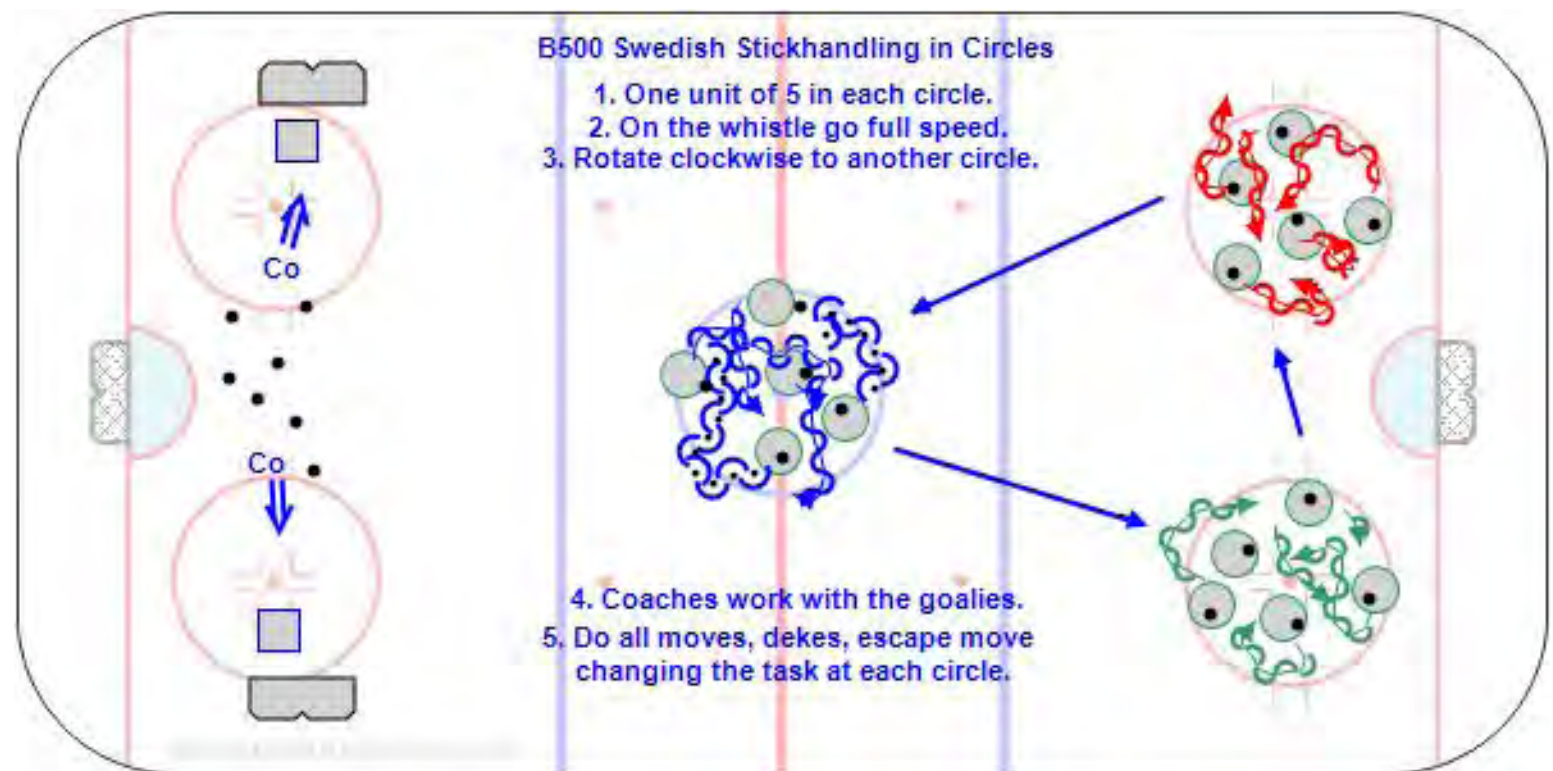 B500 Swedish Stickhandling in Circles
1. One unit of 5 in each circle.
2. On the whistle go full speed.
3. Rotate clockwise to another circle.
Co
Co
4. Coaches work with the goalies.
5. Do all moves, dekes, escape move
changing the task at each circle.